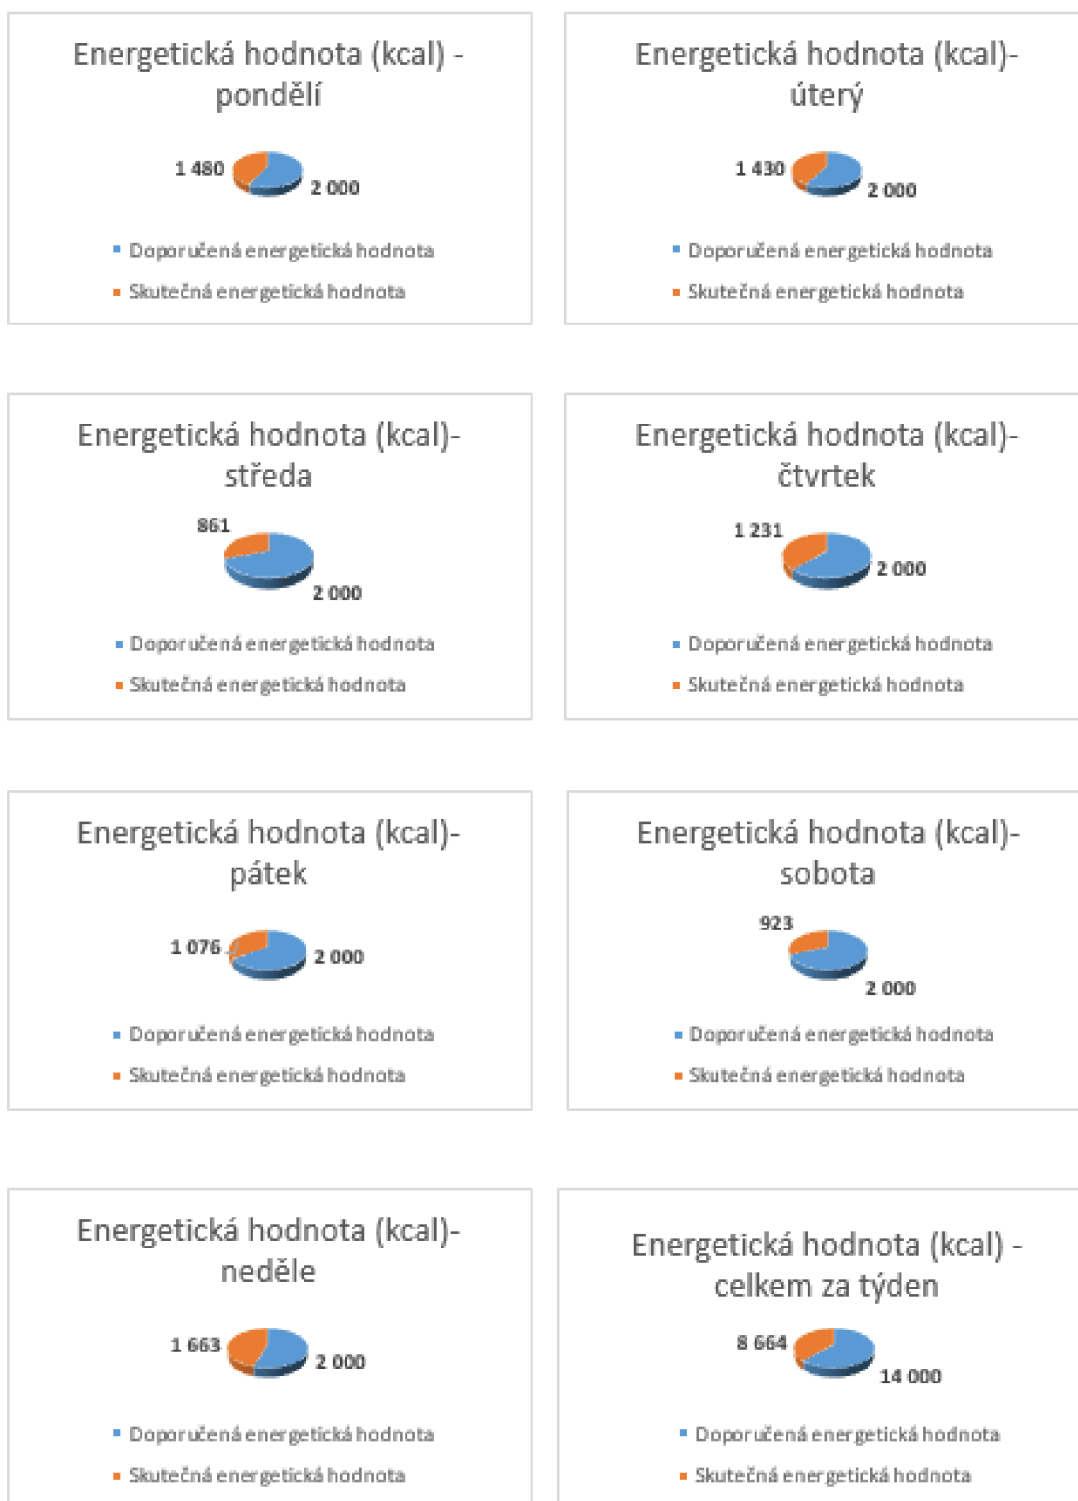 Energetická hodnota (kcal) -
pondělí
1 480
2 000
Doporučená energetická hodnota
Skutečná energetická hodnota
Energetická hodnota (kcal)-
úterý
1 430
2 000
Doporučená energetická hodnota
Skutečná energetická hodnota
Energetická hodnota (kcal)-
středa
861
2 000
Doporučená energetická hodnota
Skutečná energetická hodnota
Energetická hodnota (kcal)-
čtvrtek
1 231
2 000
Doporučená energetická hodnota
Skutečná energetická hodnota
Energetická hodnota (kcal)-
pátek
1 076
2 000
Doporučená energetická hodnota
Skutečná energetická hodnota
Energetická hodnota (kcal)-
sobota
923
2 000
Doporučená energetická hodnota
Skutečná energetická hodnota
Energetická hodnota (kcal)-
neděle
1 663
2 000
Doporučená energetická hodnota
Skutečná energetická hodnota
Energetická hodnota (kcal) -
celkem za týden
8 664
14 000
Doporučená energetická hodnota
Skutečná energetická hodnota